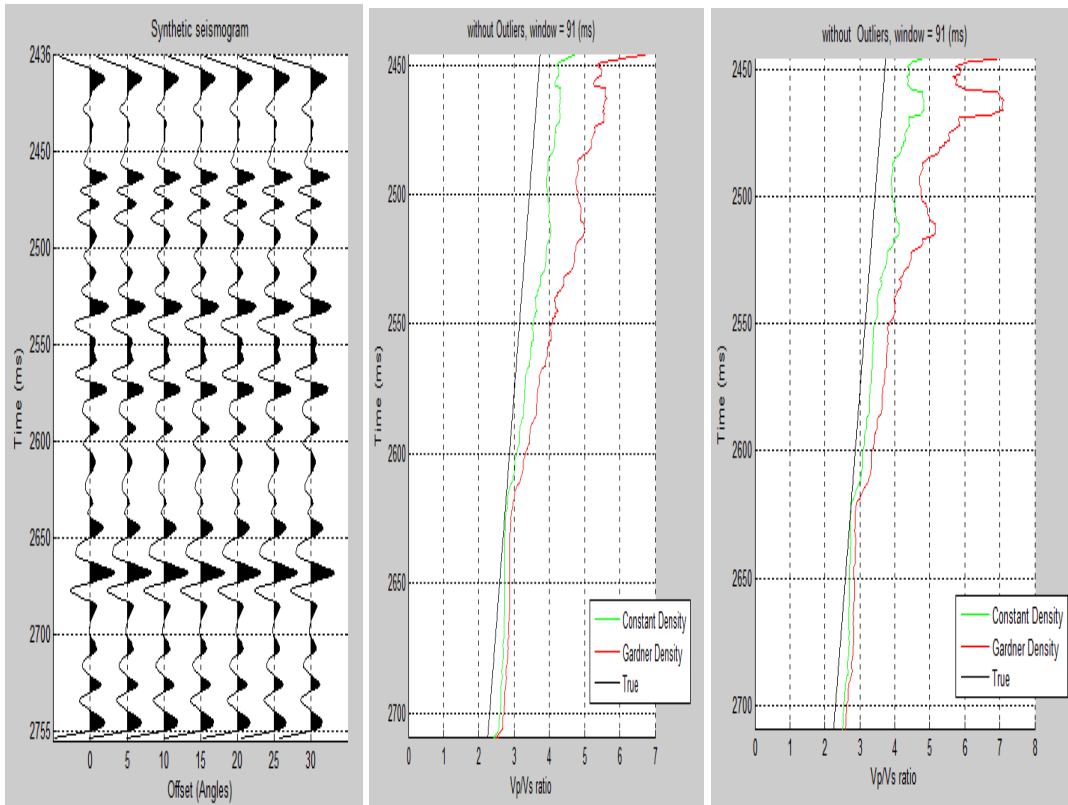 Synthetic seismogram
2436
2450
2500
2550
2600
2650
2700
2755
Time (ms)
0 5 10 15 20 25 30
Offset (Angles)
without Outliers, window = 91 (ms)
2450
2500
2550
2600
2650
2700
Time (ms)
Constant Density
Gardner Density
True
0 1 2 3 4 5 6 7
Vp/Vs ratio
without Outliers, window = 91 (ms)
2450
2500
2550
2600
2650
2700
Time (ms)
Constant Density
Gardner Density
True
0 1 2 3 4 5 6 7 8
Vp/Vs ratio